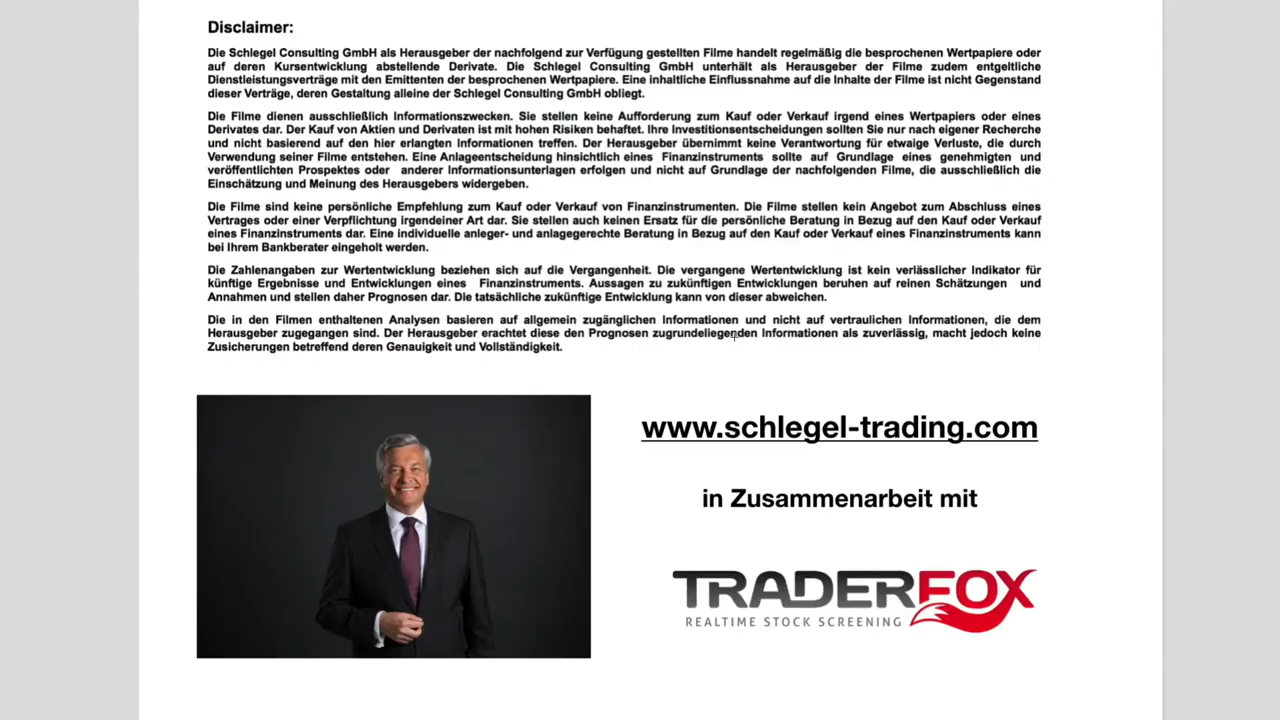 Disclaimer:
Die Schlegel Consulting GmbH als Herausgeber der nachfolgend zur Verfügung gestellten Filme handelt regelmäßig die besprochenen Wertpapiere oder
auf deren Kursentwicklung abstellende Derivate. Die Schlegel Consulting GmbH unterhält als Herausgeber der Filme zudem entgeltliche
Dienstleistungsverträge mit den Emittenten der besprochenen Wertpapiere. Eine inhaltliche Einflussnahme auf die Inhalte der Filme ist nicht Gegenstand
dieser Verträge, deren Gestaltung alleine der Schlegel Consulting GmbH obliegt.
Die Filme dienen ausschließlich Informationszwecken. Sie stellen keine Aufforderung zum Kauf oder Verkauf irgend eines Wertpapiers oder eines
Derivates dar. Der Kauf von Aktien und Derivaten ist mit hohen Risiken behaftet. Ihre Investitionsentscheidungen sollten Sie nur nach eigener Recherche
und nicht basierend auf den hier erlangten Informationen treffen. Der Herausgeber übernimmt keine Verantwortung für etwaige Verluste, die durch
Verwendung seiner Filme entstehen. Eine Anlageentscheidung hinsichtlich eines Finanzinstruments sollte auf Grundlage eines genehmigten und
veröffentlichten Prospektes oder anderer Informationsunterlagen erfolgen und nicht auf Grundlage der nachfolgenden Filme, die ausschließlich die
Einschätzung und Meinung des Herausgebers widergeben.
Die Filme sind keine persönliche Empfehlung zum Kauf oder Verkauf von Finanzinstrumenten. Die Filme stellen kein Angebot zum Abschluss eines
Vertrages oder einer Verpflichtung irgendeiner Art dar. Sie stellen auch keinen Ersatz für die persönliche Beratung in Bezug auf den Kauf oder Verkauf
eines Finanzinstruments dar. Eine individuelle anleger- und anlagegerechte Beratung in Bezug auf den Kauf oder Verkauf eines Finanzinstruments kann
bei Ihrem Bankberater eingeholt werden.
Die Zahlenangaben zur Wertentwicklung beziehen sich auf die Vergangenheit. Die vergangene Wertentwicklung ist kein verlässlicher Indikator für
künftige Ergebnisse und Entwicklungen eines Finanzinstruments. Aussagen zu zukünftigen Entwicklungen beruhen auf reinen Schätzungen und
Annahmen und stellen daher Prognosen dar. Die tatsächliche zukünftige Entwicklung kann von dieser abweichen.
Die in den Filmen enthaltenen Analysen basieren auf allgemein zugänglichen Informationen und nicht auf vertraulichen Informationen, die dem
Herausgeber zugegangen sind. Der Herausgeber erachtet diese den Prognosen zugrundeliegenden Informationen als zuverlässig, macht jedoch keine
Zusicherungen betreffend deren Genauigkeit und Vollständigkeit.
www.schlegel-trading.com
in Zusammenarbeit mit
TRADERFOX
REALTIME STOCK SCREENING